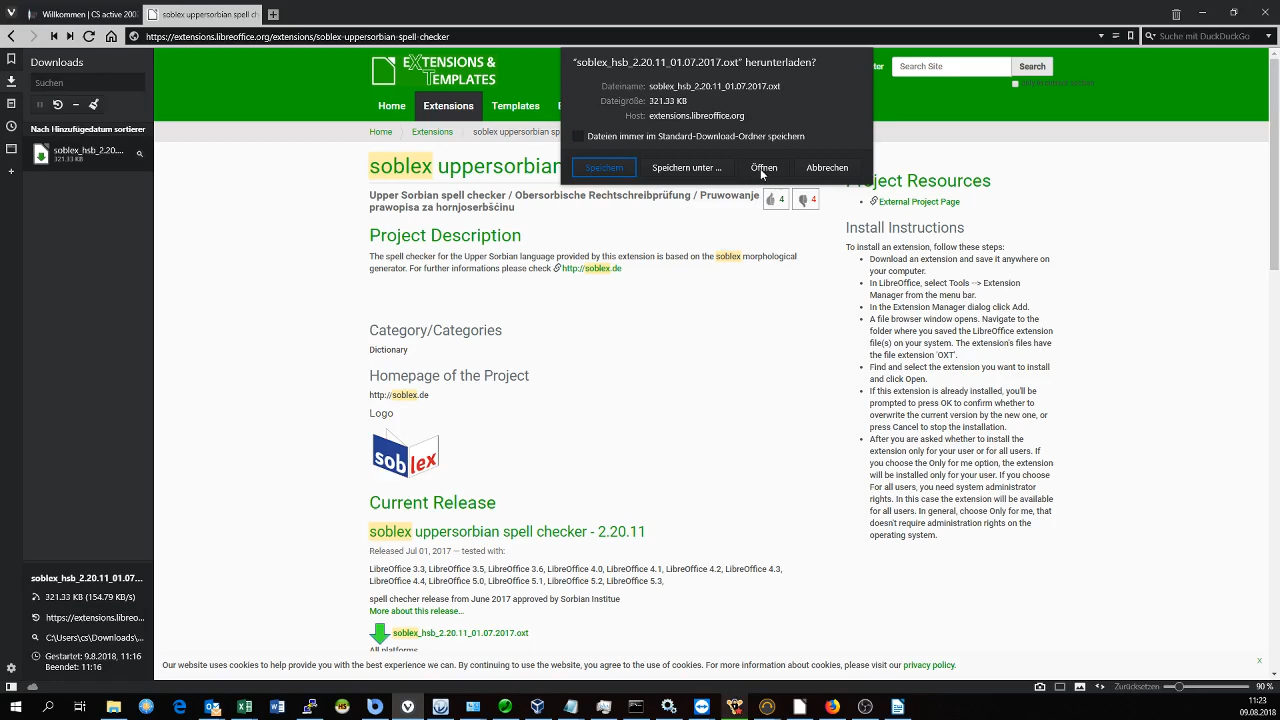 Willkommen | CS active 200
soblex uppersorbian spell ch
https://extensions.libreoffice.org/extensions/soblex-uppersorbian-spell-checker
Suche mit DuckDuckGo
Downloads
Suchen
Nach Hinzufügedatum sortieren
soblex_hsb_2.20....
321.33 KB
EXTENSIONS &
TEMPLATES
Home
Extensions
Templates
Search Site
Search
Home
Extensions
soblex uppersorbian sp
"soblex_hsb_2.20.11_01.07.2017.oxt" herunterladen?
Dateiname: soblex_hsb_2.20.11_01.07.2017.oxt
Dateigröße: 321.33 KB
Host: extensions.libreoffice.org
Dateien immer im Standard-Download-Ordner speichern
Speichern
Speichern unter ...
Öffnen
Abbrechen
soblex uppersorbian
Upper Sorbian spell checker / Obersorbische Rechtschreibprüfung / Pruwowanje
prawopisa za hornjoserbšćinu
4
4
Project Description
The spell checker for the Upper Sorbian language provided by this extension is based on the soblex morphological
generator. For further informations please check http://soblex.de
Category/Categories
Dictionary
Homepage of the Project
http://soblex.de
Logo
soblex
Current Release
soblex uppersorbian spell checker - 2.20.11
Released Jul 01, 2017 — tested with:
LibreOffice 3.3, LibreOffice 3.5, LibreOffice 3.6, LibreOffice 4.0, LibreOffice 4.1, LibreOffice 4.2, LibreOffice 4.3,
LibreOffice 4.4, LibreOffice 5.0, LibreOffice 5.1, LibreOffice 5.2, LibreOffice 5.3,
spell checher release from June 2017 approved by Sorbian Institue
More about this release…
soblex_hsb_2.20.11_01.07.2017.oxt
All platforms
Project Resources
External Project Page
Install Instructions
To install an extension, follow these steps:
Download an extension and save it anywhere on
your computer.
In LibreOffice, select Tools --> Extension
Manager from the menu bar.
In the Extension Manager dialog click Add.
A file browser window opens. Navigate to the
folder where you saved the LibreOffice extension
file(s) on your system. The extension's files have
the file extension 'OXT'.
Find and select the extension you want to install
and click Open.
If this extension is already installed, you'll be
prompted to press OK to confirm whether to
overwrite the current version by the new one, or
press Cancel to stop the installation.
After you are asked whether to install the
extension only for your user or for all users. If
you choose the Only for me option, the extension
will be installed only for your user. If you choose
For all users, you need system administrator
rights. In this case the extension will be available
for all users. In general, choose Only for me, that
doesn't require administration rights on the
operating system.
soblex_hsb_2.20.11_01.07...
321.33 KB (154.79 KB/s)
https://extensions.libreo...
C:\Users\cs\Downloads\...
Gestartet: 9.8.2018, 11:16
Beendet: 11:16
Our website uses cookies to help provide you with the best experience we can. By continuing to use the website, you agree to the use of cookies. For more information about cookies, please visit our privacy policy.
x
Zurücksetzen
90 %
11:23
09.08.2018